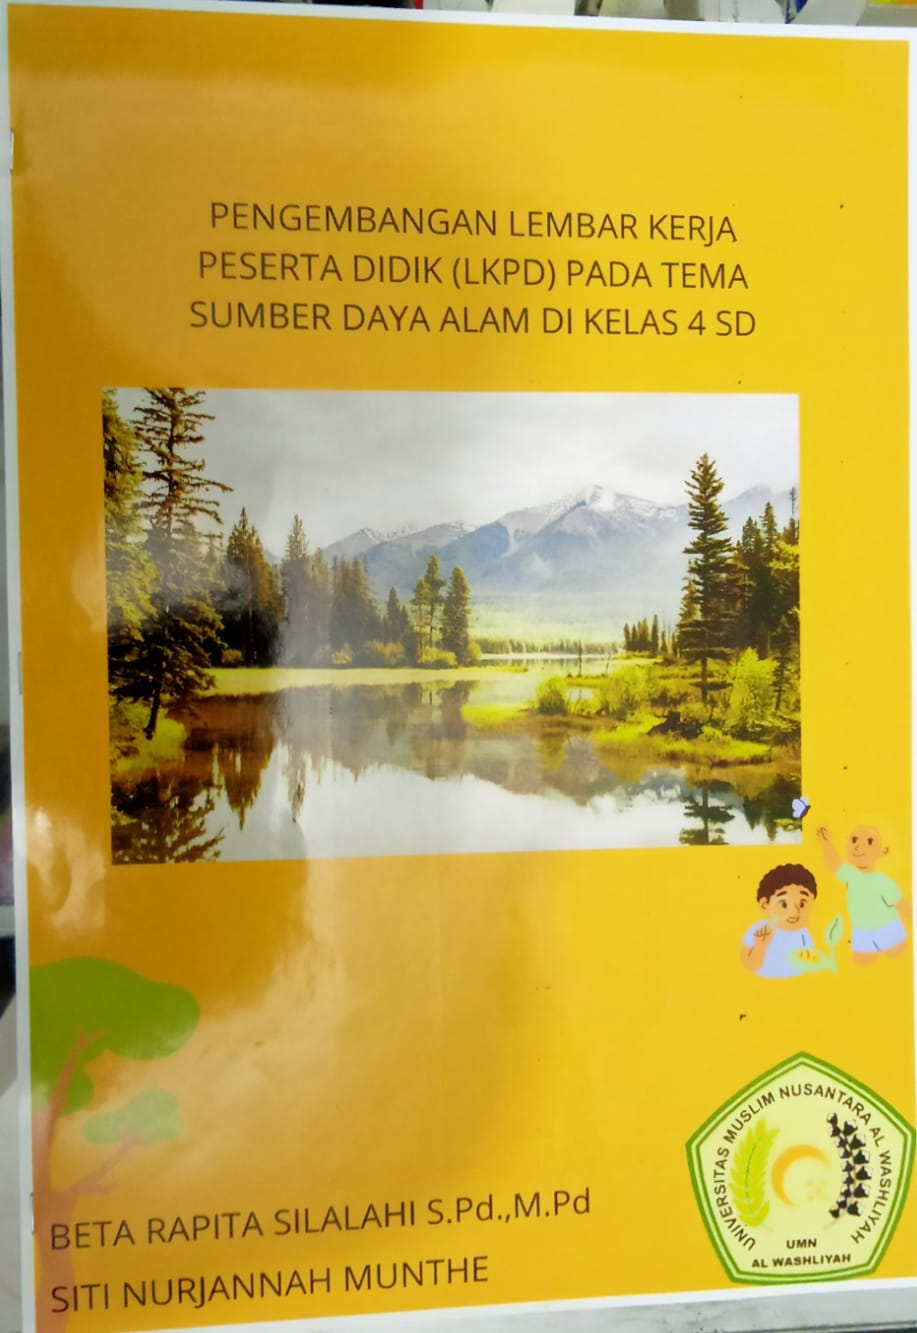 PENGEMBANGAN LEMBAR KERJA
PESERTA DIDIK (LKPD) PADA TEMA
SUMBER DAYA ALAM DI KELAS 4 SD
BETA RAPITA SILALAHI S.Pd.,M.Pd
SITI NURJANNAH MUNTHE
UNIVERSITAS MUSLIM NUSANTARA AL WASHLIYAH
UMN
AL WASHLIYAH